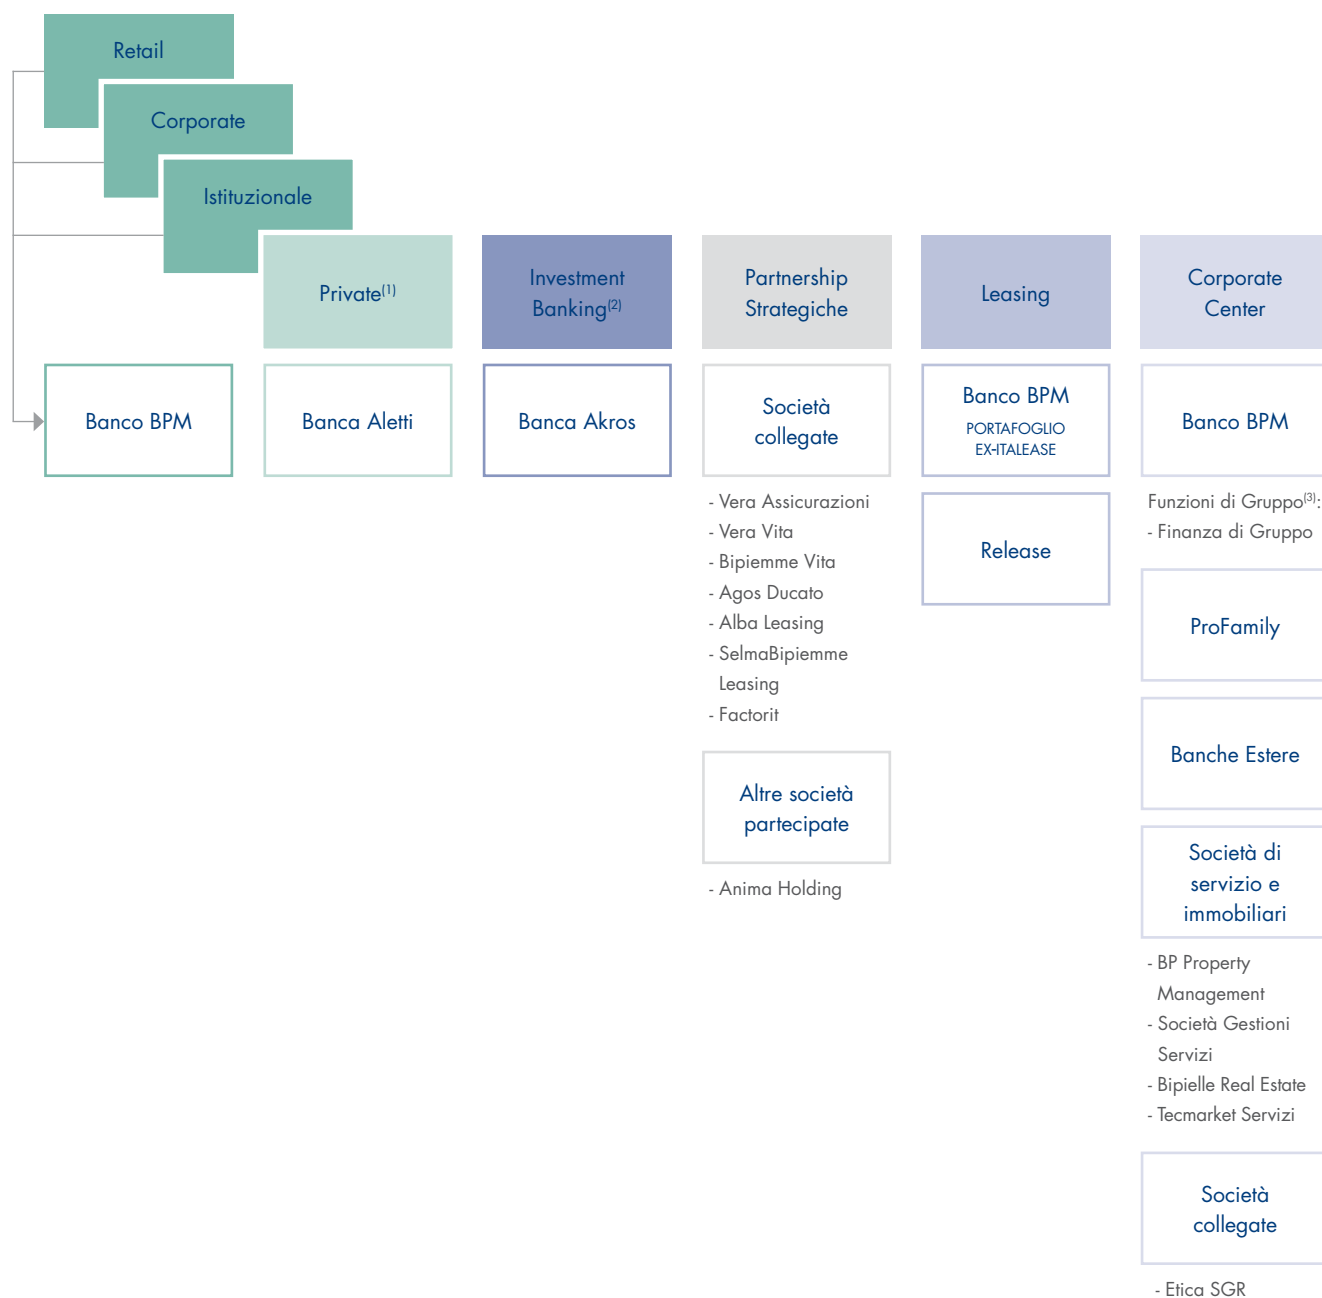 Retail
Corporate
Istituzionale
Private(1)
Investment
Banking(2)
Partnership
Strategiche
Leasing
Corporate
Center
Banco BPM
Banca Aletti
Banca Akros
Società
collegate
- Vera Assicurazioni
- Vera Vita
- Bipiemme Vita
- Agos Ducato
- Alba Leasing
- SelmaBipiemme
Leasing
- Factorit
Altre società
partecipate
- Anima Holding
Banco BPM
PORTAFOGLIO
EX-ITALEASE
Release
Banco BPM
Funzioni di Gruppo(3):
- Finanza di Gruppo
ProFamily
Banche Estere
Società di
servizio e
immobiliari
- BP Property
Management
- Società Gestioni
Servizi
- Bipielle Real Estate
- Tecmarket Servizi
Società
collegate
- Etica SGR